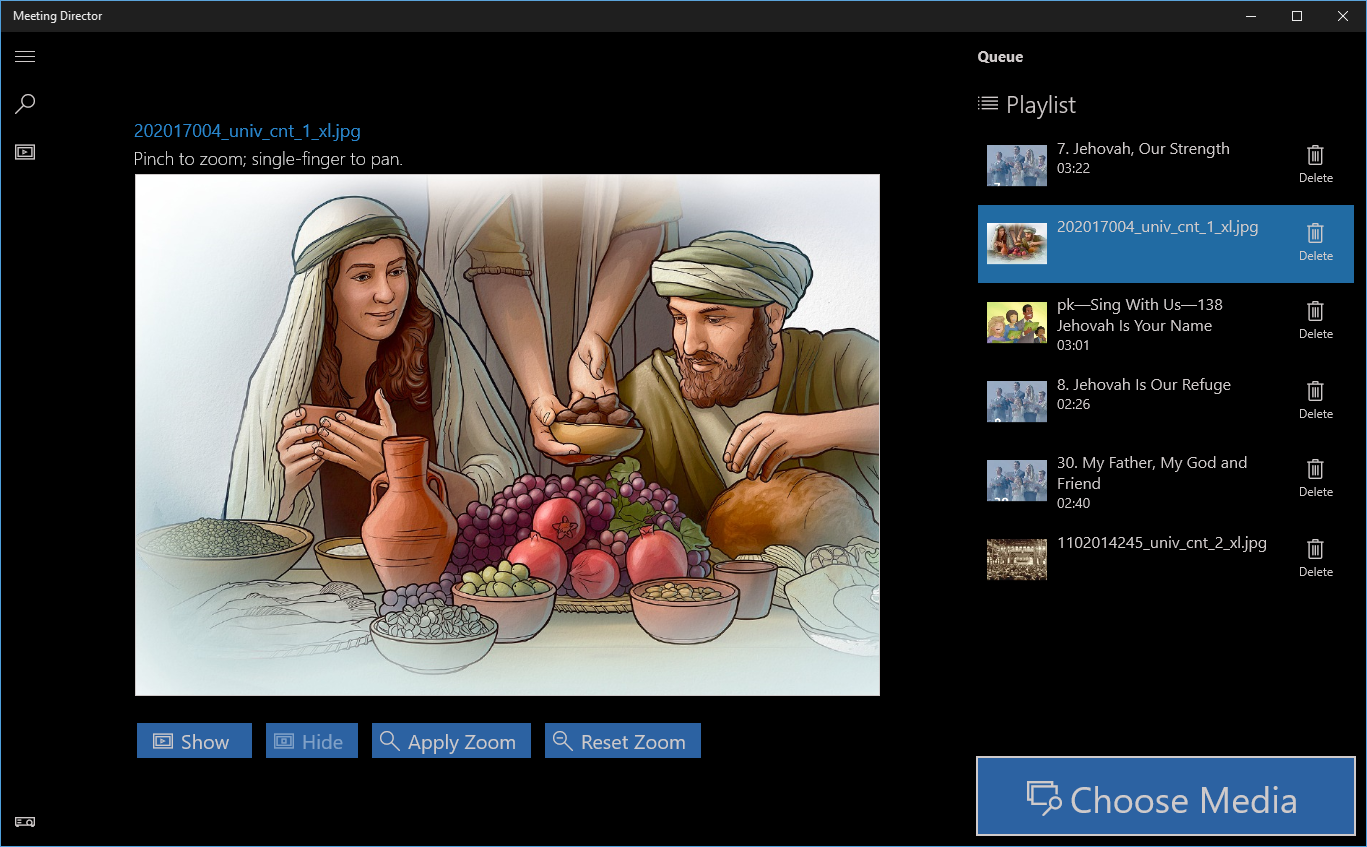 Meeting Director
Queue
Playlist
202017004_univ_cnt_1_xl.jpg
Pinch to zoom; single-finger to pan.
Show
Hide
Apply Zoom
Reset Zoom
7. Jehovah, Our Strength
03:22
Delete
202017004_univ_cnt_1_xl.jpg
Delete
pk—Sing With Us—138
Jehovah Is Your Name
03:01
Delete
8. Jehovah Is Our Refuge
02:26
Delete
30. My Father, My God and
Friend
02:40
Delete
1102014245_univ_cnt_2_xl.jpg
Delete
Choose Media